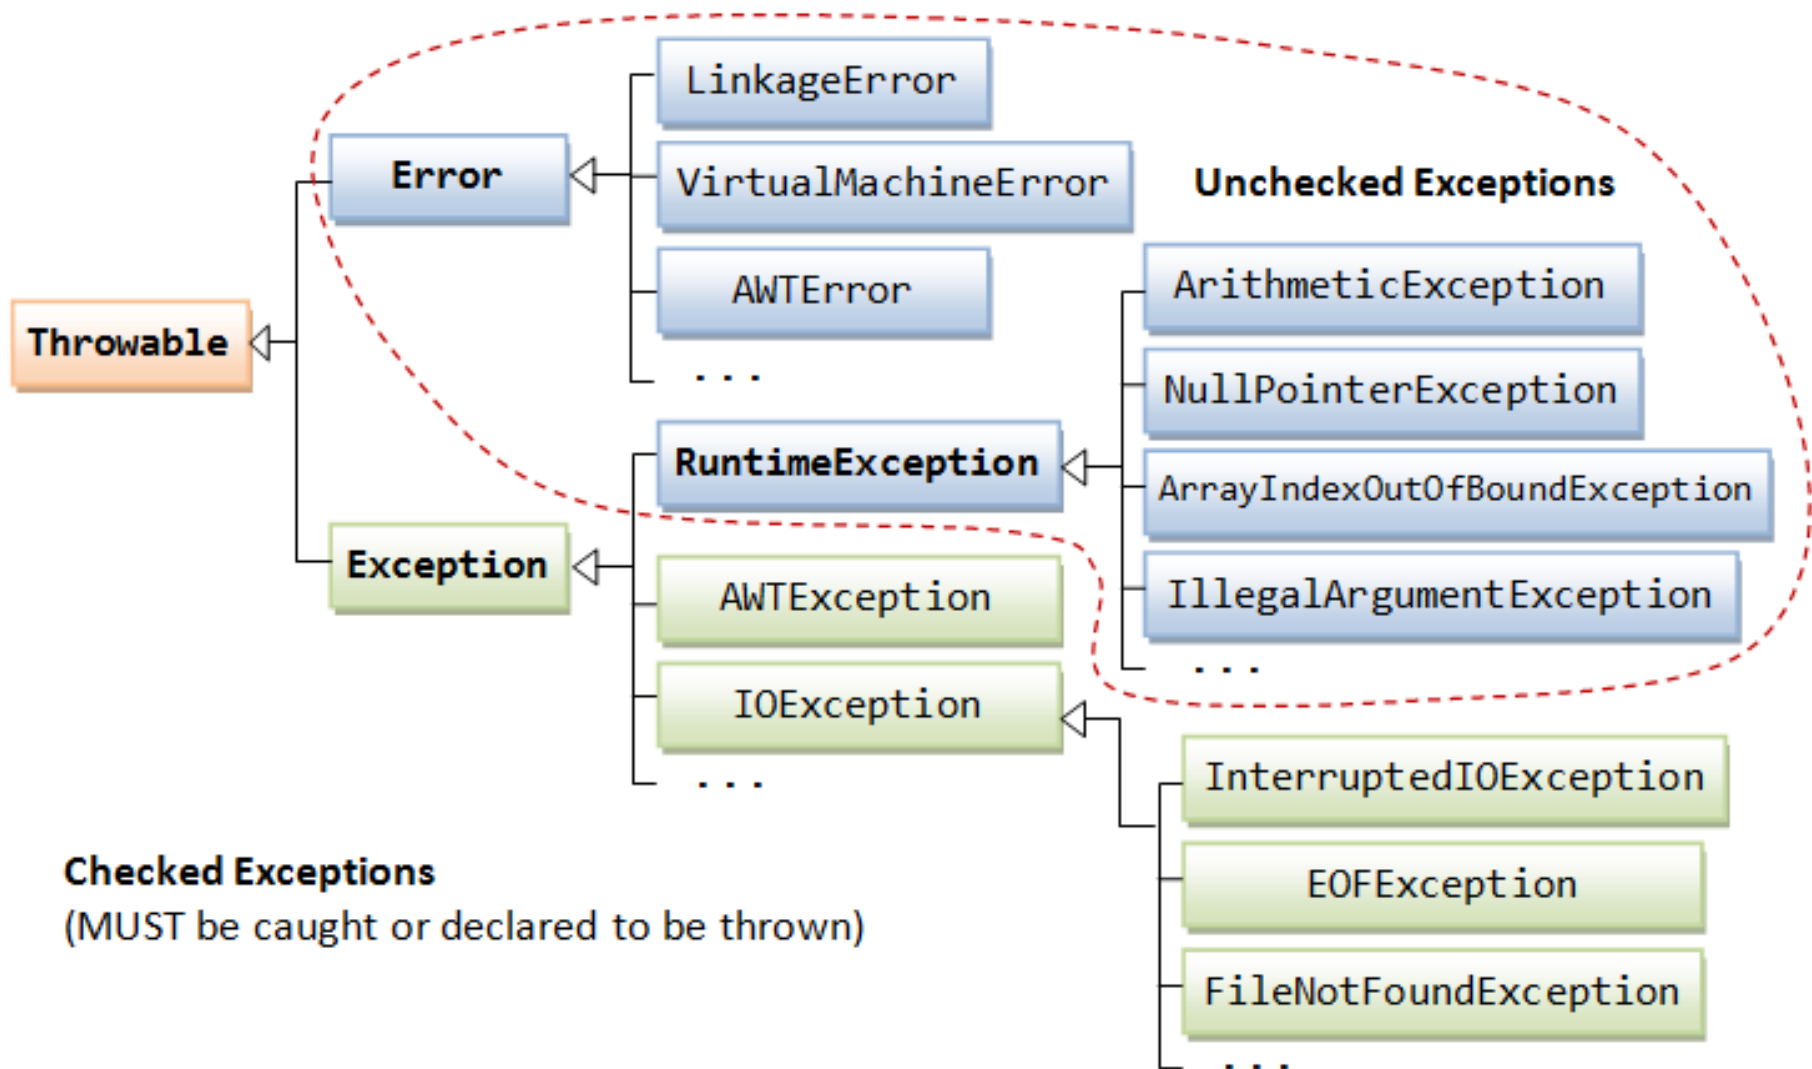 LinkageError
Error
VirtualMachineError
Unchecked Exceptions
AWTError
ArithmeticException
Throwable
...
NullPointerException
RuntimeException
ArrayIndexOutOfBoundException
Exception
AWTException
IllegalArgumentException
...
IOException
...
InterruptedIOException
Checked Exceptions
EOFException
(MUST be caught or declared to be thrown)
FileNotFoundException
...